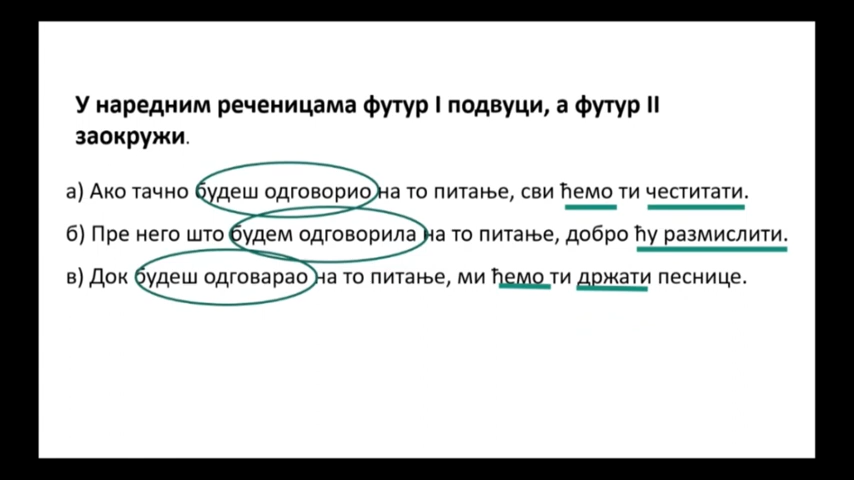 У наредним реченицама футур I подвуци, а футур II
заокружи.
а) Ако тачно будеш одговорио на то питање, сви ћемо ти честитати.
б) Пре него што будем одговорила на то питање, добро ћу размислити.
в) Док будеш одговарао на то питање, ми ћемо ти држати песнице.